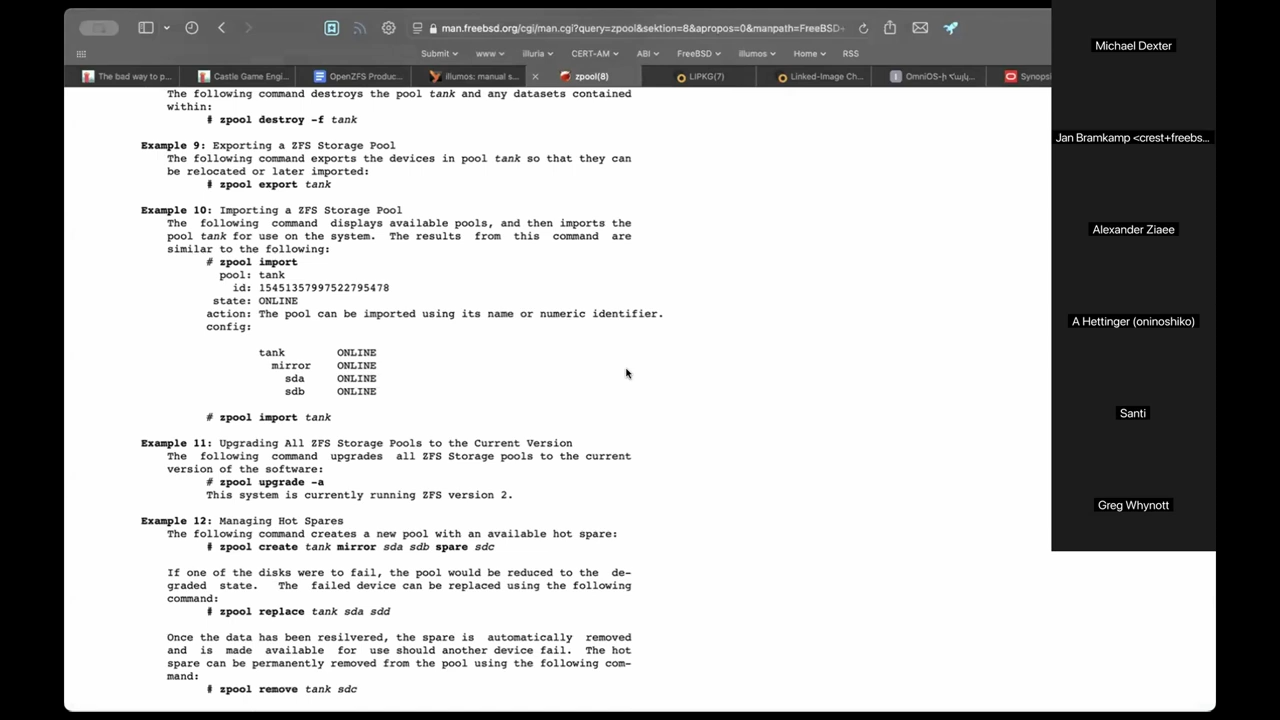 man.freebsd.org/cgi/man.cgi?query=zpool&sektion=8&apropos=0&manpath=FreeBSD+
Submit www illuria CERT-AM ABI FreeBSD illumos Home RSS
The bad way to p... Castle Game Engi... OpenZFS Produc... illumos: manual s... zpool(8) LIPKG(7) Linked-Image Ch... Synopsi
The following command destroys the pool tank and any datasets contained
within:
# zpool destroy -f tank
Example 9: Exporting a ZFS Storage Pool
The following command exports the devices in pool tank so that they can
be relocated or later imported:
# zpool export tank
Example 10: Importing a ZFS Storage Pool
The following command displays available pools, and then imports the
pool tank for use on the system. The results from this command are
similar to the following:
# zpool import
pool: tank
id: 15451357997522795478
state: ONLINE
action: The pool can be imported using its name or numeric identifier.
config:
tank ONLINE
mirror ONLINE
sda ONLINE
sdb ONLINE
# zpool import tank
Example 11: Upgrading All ZFS Storage Pools to the Current Version
The following command upgrades all ZFS Storage pools to the current
version of the software:
# zpool upgrade -a
This system is currently running ZFS version 2.
Example 12: Managing Hot Spares
The following command creates a new pool with an available hot spare:
# zpool create tank mirror sda sdb spare sdc
If one of the disks were to fail, the pool would be reduced to the de-
graded state. The failed device can be replaced using the following
command:
# zpool replace tank sda sdd
Once the data has been resilvered, the spare is automatically removed
and is made available for use should another device fail. The hot
spare can be permanently removed from the pool using the following com-
mand:
# zpool remove tank sdc
Michael Dexter
Jan Bramkamp <crest+freebs...
Alexander Ziaee
A Hettinger (oninoshiko)
Santi
Greg Whynott